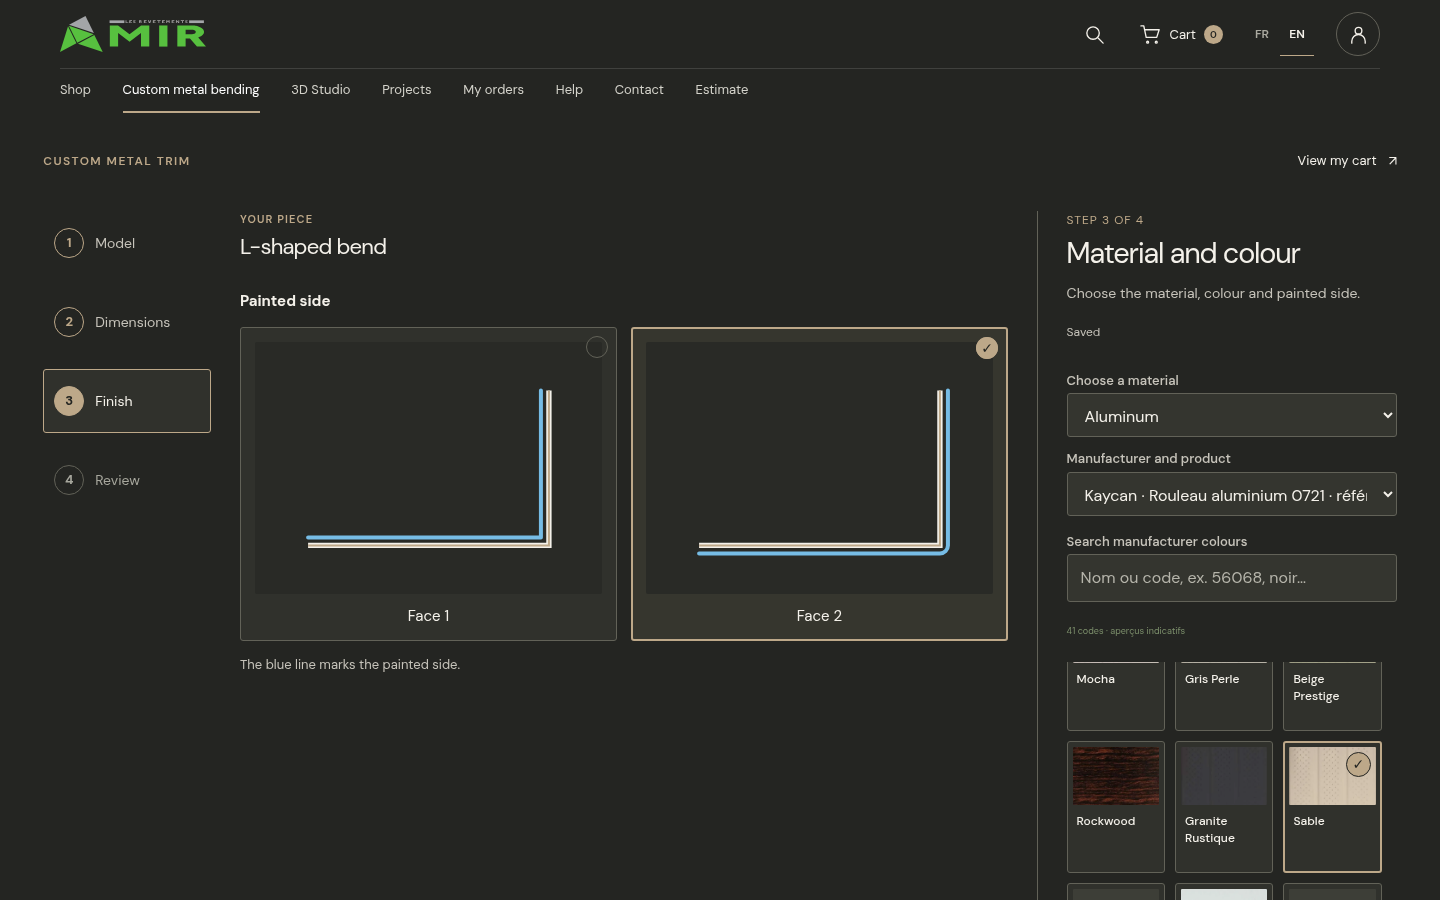 LES REVÊTEMENTS
MIR
Cart 0
FR EN
Shop Custom metal bending 3D Studio Projects My orders Help Contact Estimate
CUSTOM METAL TRIM
View my cart
1 Model
2 Dimensions
3 Finish
4 Review
YOUR PIECE
L-shaped bend
Painted side
Face 1
Face 2
The blue line marks the painted side.
STEP 3 OF 4
Material and colour
Choose the material, colour and painted side.
Saved
Choose a material
Aluminum
Manufacturer and product
Kaycan · Rouleau aluminium 0721 · réfé
Search manufacturer colours
Nom ou code, ex. 56068, noir...
41 codes · aperçus indicatifs
Mocha
Gris Perle
Beige
Prestige
Rockwood
Granite
Rustique
Sable